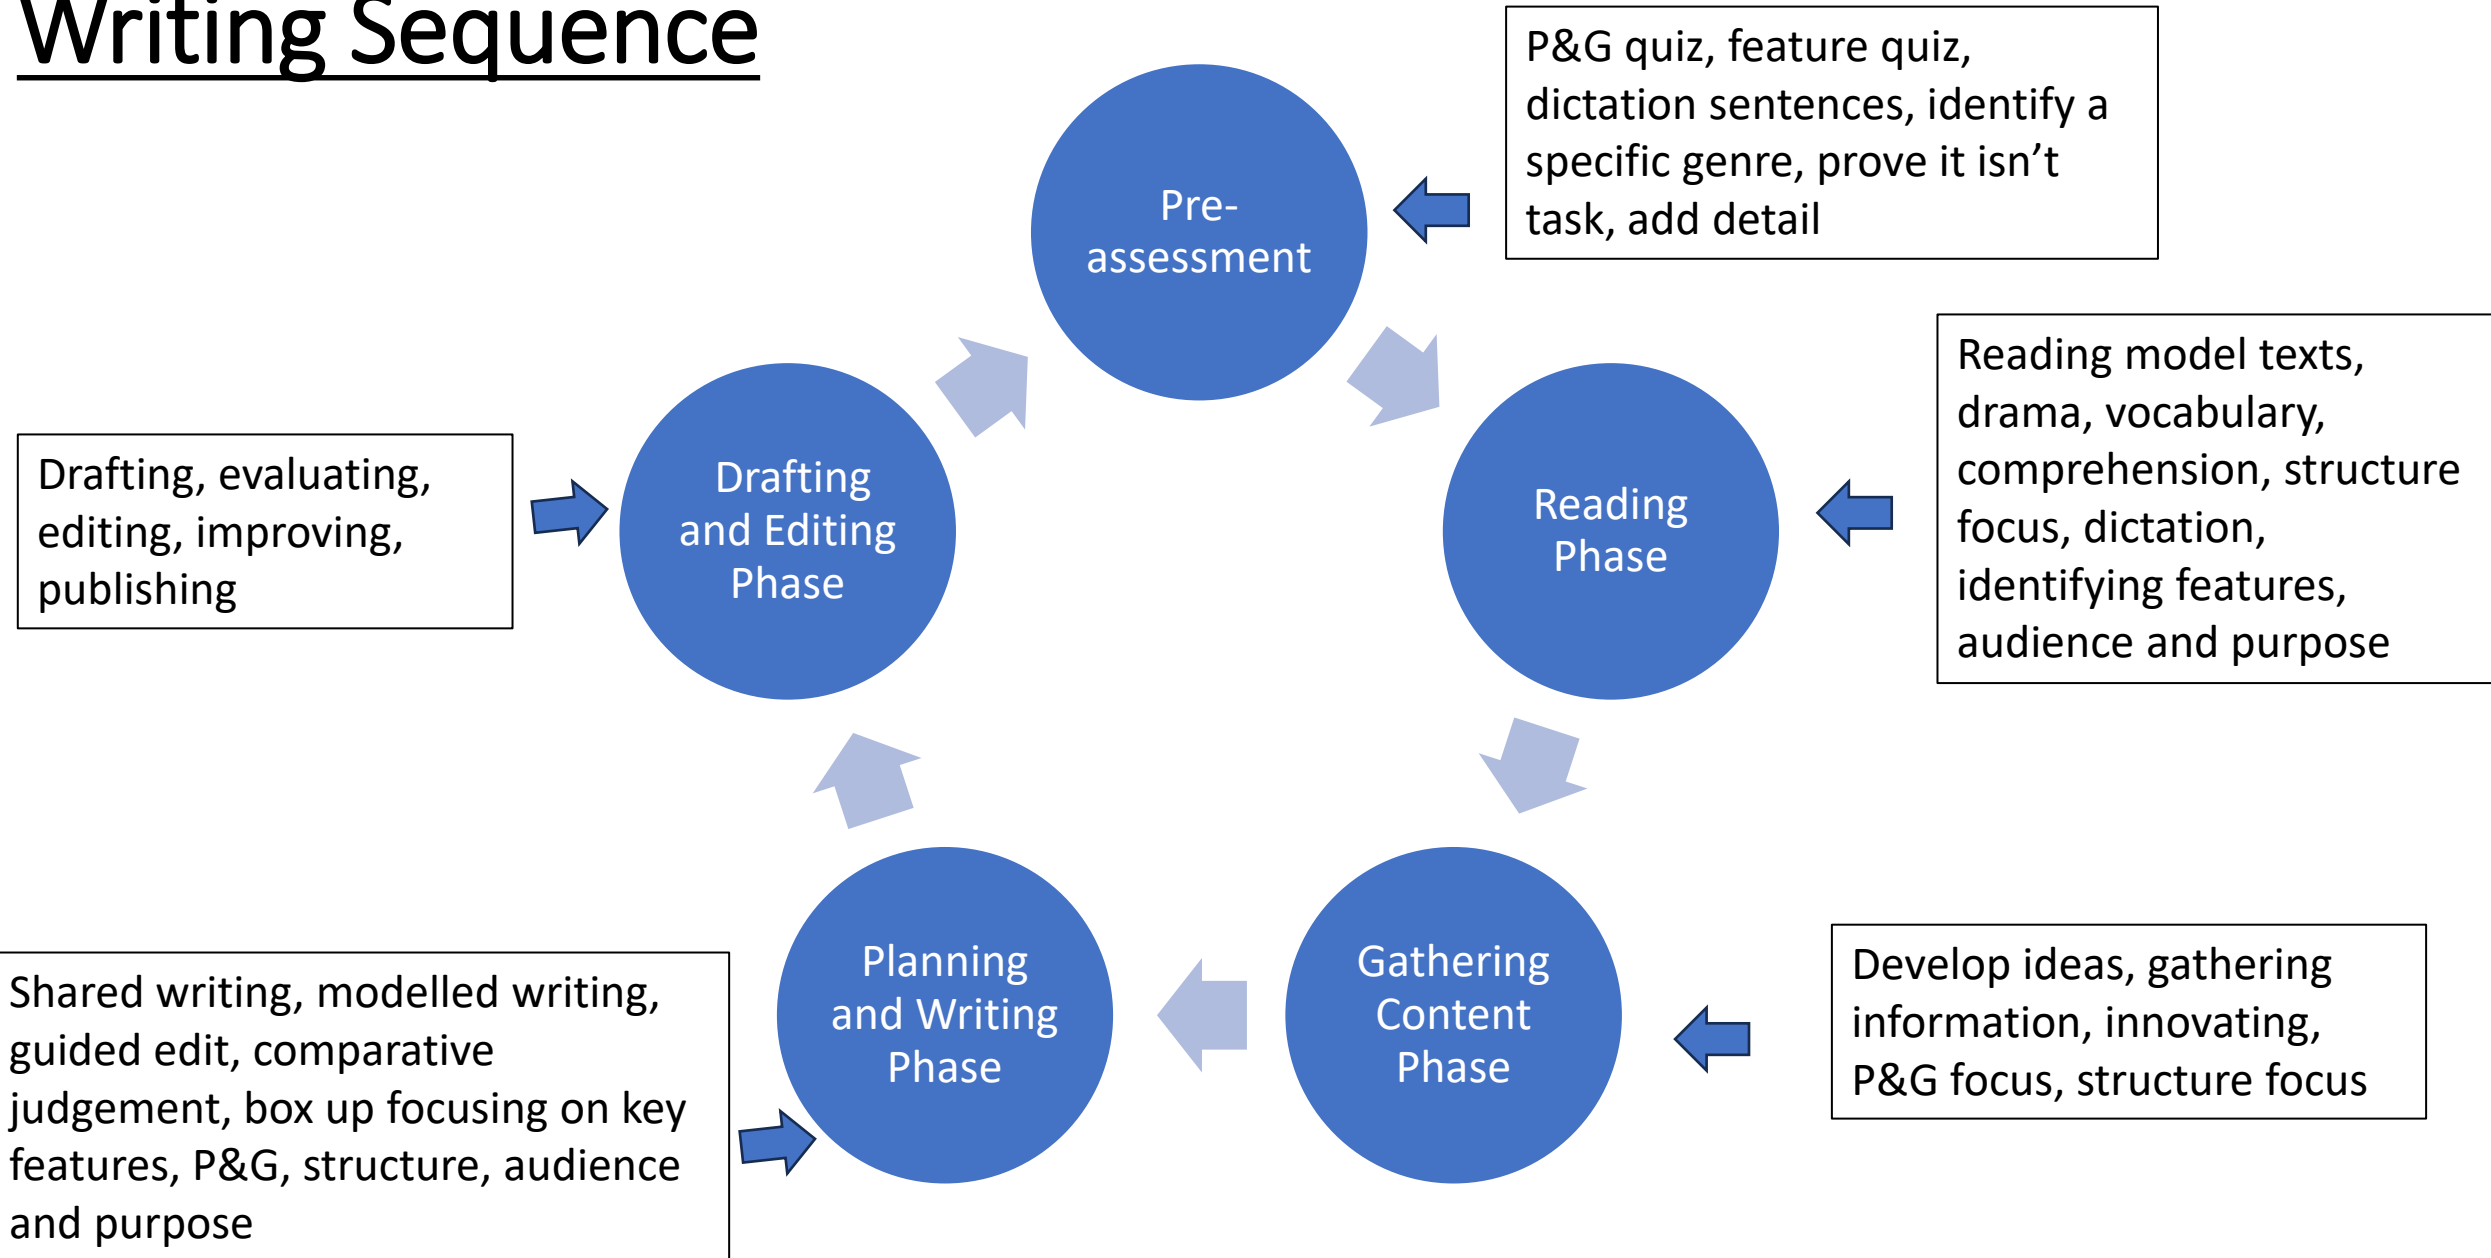 Writing Sequence
P&G quiz, feature quiz,
dictation sentences, identify a
specific genre, prove it isn’t
task, add detail
Pre-
assessment
Reading model texts,
drama, vocabulary,
comprehension, structure
focus, dictation,
identifying features,
audience and purpose
Reading
Phase
Develop ideas, gathering
information, innovating,
P&G focus, structure focus
Gathering
Content
Phase
Planning
and Writing
Phase
Shared writing, modelled writing,
guided edit, comparative
judgement, box up focusing on key
features, P&G, structure, audience
and purpose
Drafting
and Editing
Phase
Drafting, evaluating,
editing, improving,
publishing